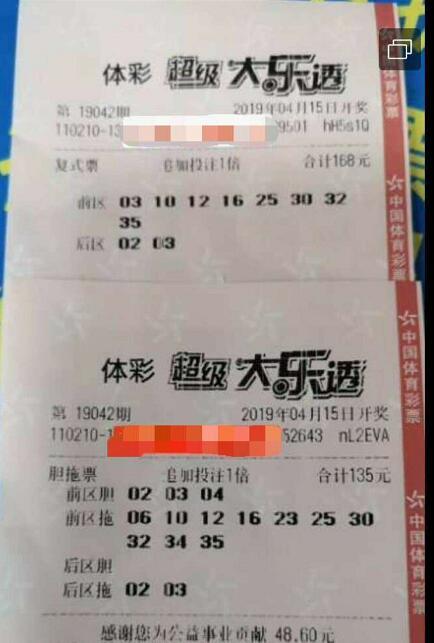 体彩 超级大乐透
第 19042期 2019年04月15日开奖
110210-13 9501 hH5s1Q
复式票 追加投注1倍 合计168元
前区 03 10 12 16 25 30 32
35
后区 02 03
中国体育彩票
体彩 超级大乐透
第 19042期 2019年04月15日开奖
110210-1 52643 nL2EVA
胆拖票 追加投注1倍 合计135元
前区胆 02 03 04
前区拖 06 10 12 16 23 25 30
32 34 35
后区胆
后区拖 02 03
感谢您为公益事业贡献 48.60元
中国体育彩票
中国体育